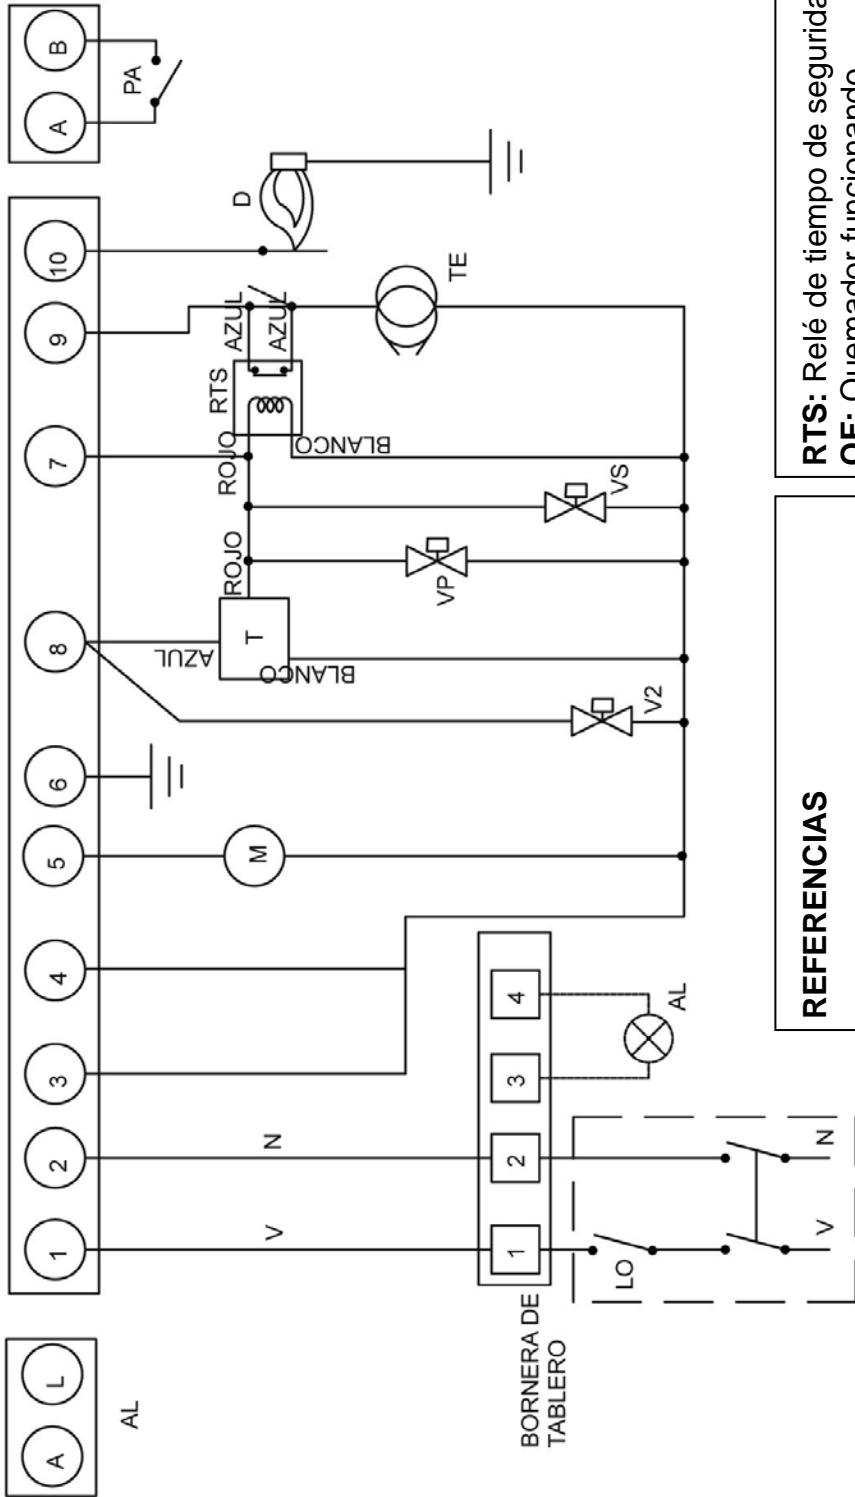 A L
1 2 3 4 5 6 8 7 9 10
A B
AL
PA
AZUL
ROJO
ROJO
RTS
AZUL
AZUL
D
V
N
M
T
BLANCO
BLANCO
VP
TE
V2
VS
BORNERA DE
TABLERO
1 2 3 4
LO
AL
V
N
REFERENCIAS
RTS: Relé de tiempo de segurida
Quemador funcionando